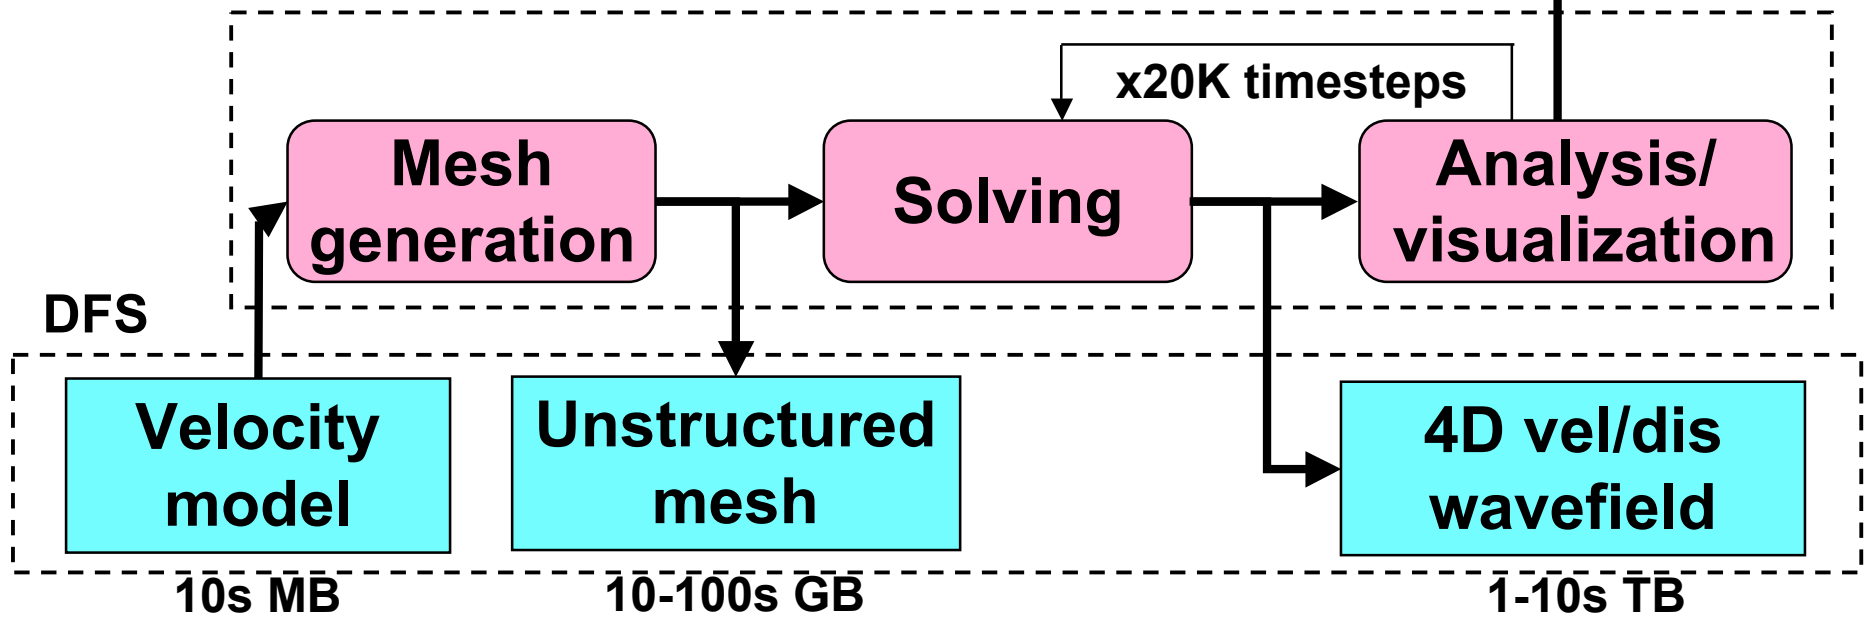 x20K timesteps
Mesh
generation
Solving
Analysis/
visualization
DFS
Velocity
model
Unstructured
mesh
4D vel/dis
wavefield
10s MB
10-100s GB
1-10s TB